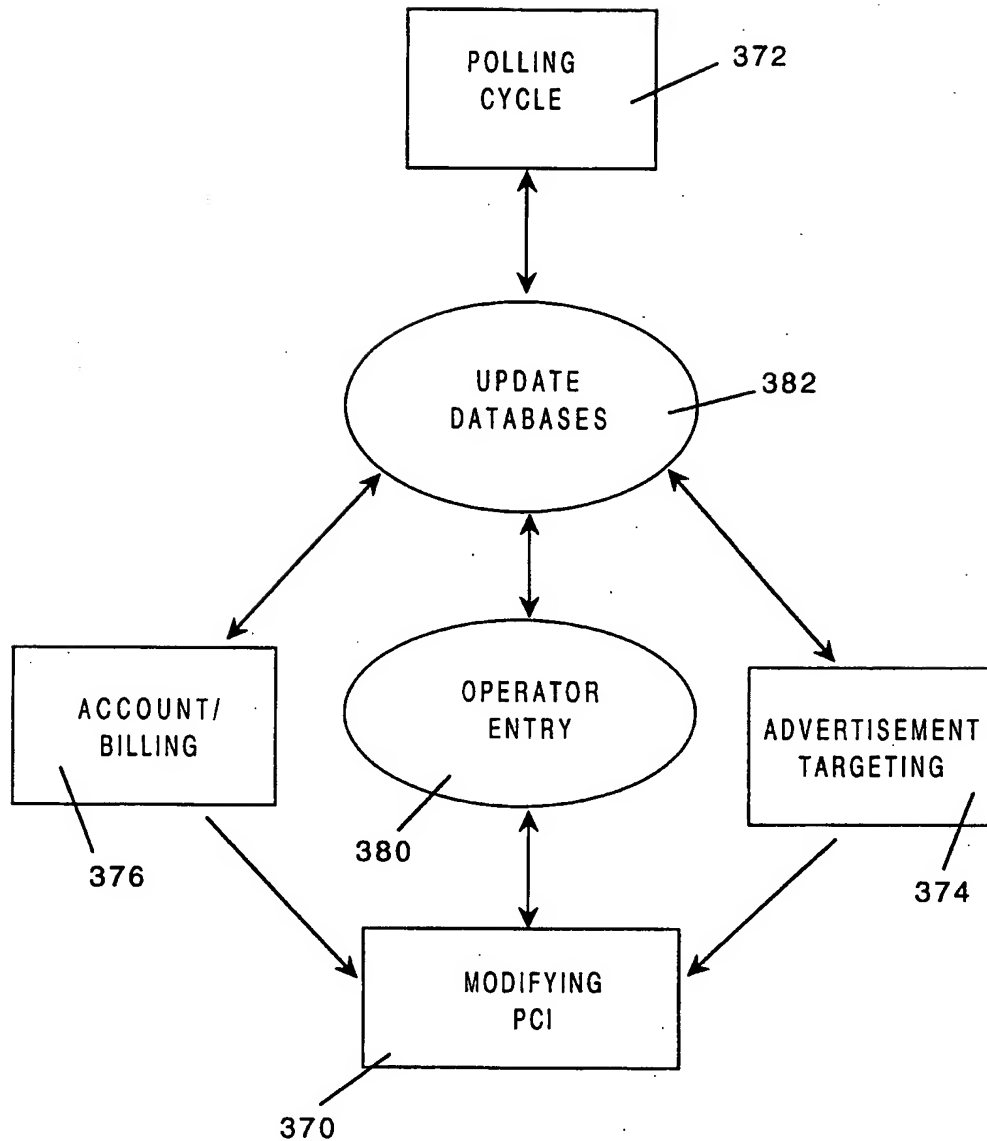 POLLING
CYCLE
372
UPDATE
DATABASES
382
ACCOUNT/
BILLING
376
OPERATOR
ENTRY
380
ADVERTISEMENT
TARGETING
374
MODIFYING
PCI
370